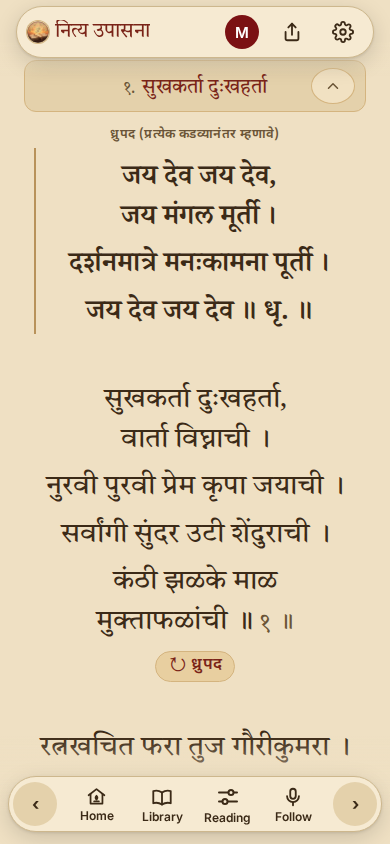 नित्य उपासना
M
१. सुखकर्ता दुःखहर्ता
ध्रुपद (प्रत्येक कडव्यानंतर म्हणावे)
जय देव जय देव,
जय मंगल मूर्ती ।
दर्शनमात्रे मनःकामना पूर्ती ।
जय देव जय देव ॥ धृ. ॥
सुखकर्ता दुःखहर्ता,
वार्ता विघ्नाची ।
नुरवी पुरवी प्रेम कृपा जयाची ।
सर्वांगी सुंदर उटी शेंदुराची ।
कंठी झळके माळ
मुक्ताफळांची ॥ १ ॥
ध्रुपद
रत्नखचित फरा तुज गौरीकुमरा ।
Home
Library
Reading
Follow